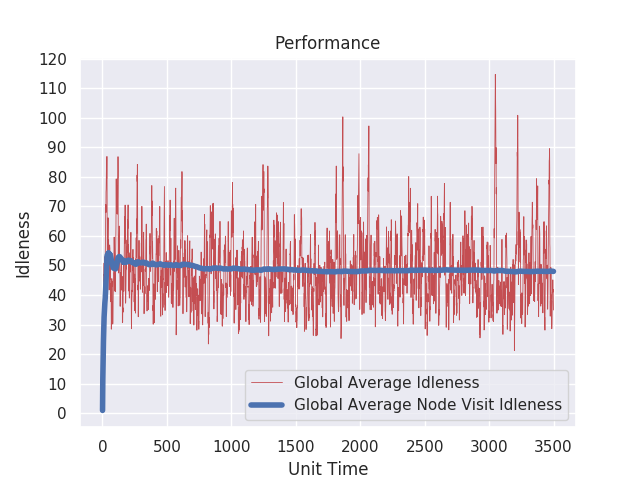 Performance
120
110
100
90
80
70
60
50
40
30
20
10
0
Idleness
Global Average Idleness
Global Average Node Visit Idleness
0 500 1000 1500 2000 2500 3000 3500
Unit Time